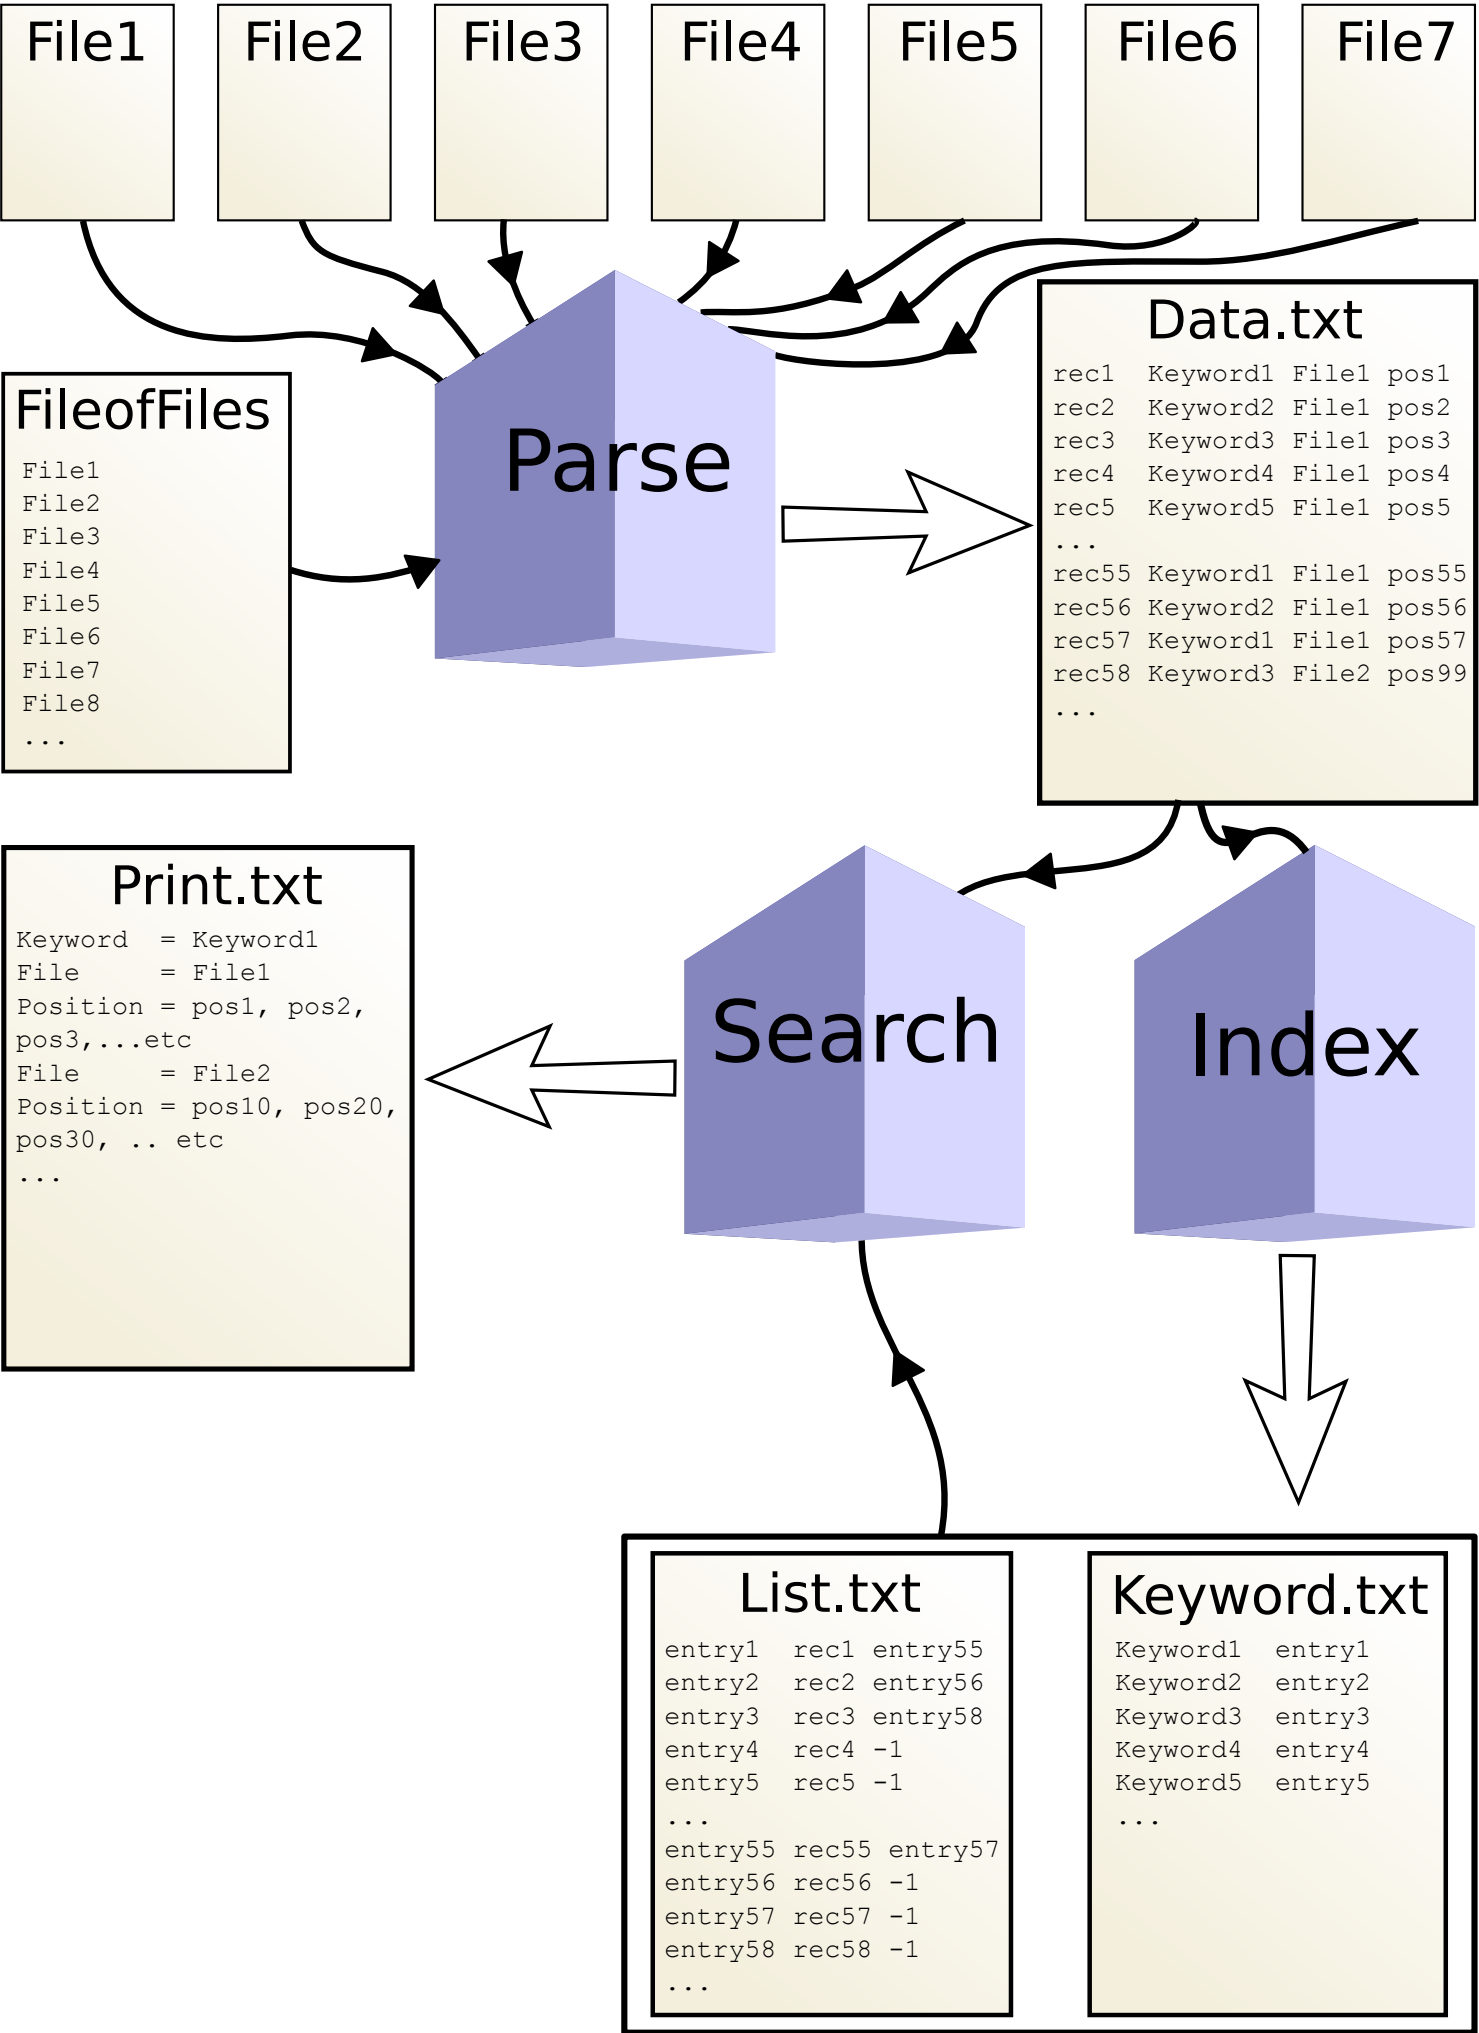 File1
File2
File3
File4
File5
File6
File7
FileofFiles
File1
File2
File3
File4
File5
File6
File7
File8
...
Parse
Data.txt
rec1 Keyword1 File1 pos1
rec2 Keyword2 File1 pos2
rec3 Keyword3 File1 pos3
rec4 Keyword4 File1 pos4
rec5 Keyword5 File1 pos5
...
rec55 Keyword1 File1 pos55
rec56 Keyword2 File1 pos56
rec57 Keyword1 File1 pos57
rec58 Keyword3 File2 pos99
...
Print.txt
Keyword = Keyword1
File = File1
Position = pos1, pos2,
pos3,...etc
File = File2
Position = pos10, pos20,
pos30, .. etc
...
Search
Index
List.txt
entry1 rec1 entry55
entry2 rec2 entry56
entry3 rec3 entry58
entry4 rec4 -1
entry5 rec5 -1
...
entry55 rec55 entry57
entry56 rec56 -1
entry57 rec57 -1
entry58 rec58 -1
...
Keyword.txt
Keyword1 entry1
Keyword2 entry2
Keyword3 entry3
Keyword4 entry4
Keyword5 entry5
...